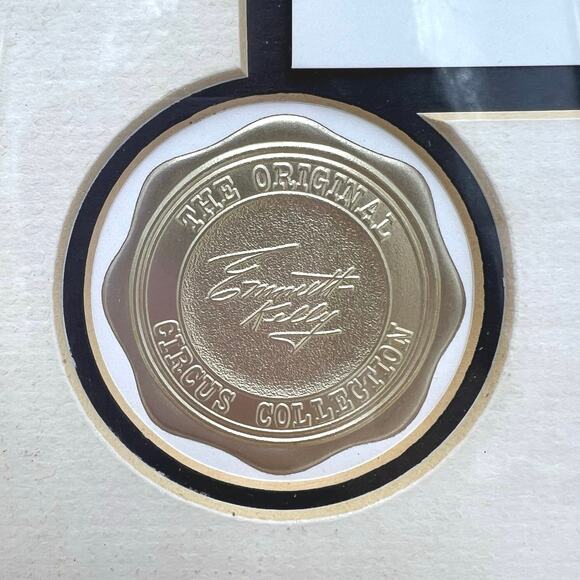 THE ORIGINAL
Emmett
Kelly
CIRCUS COLLECTION